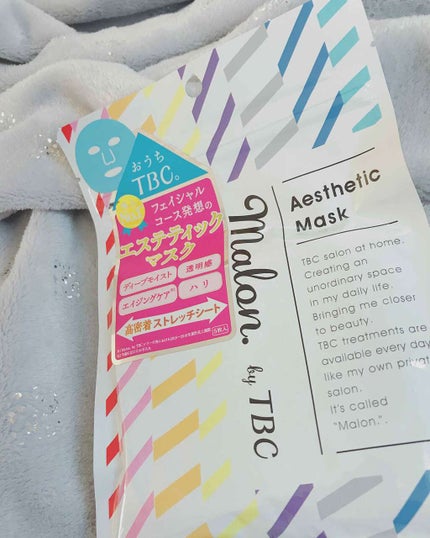 おうち
TBC。
フェイシャル
コース発想の
エステティック
マスク
ディープモイスト
透明感
エイジングケア
ハリ
高密着ストレッチシート
Malon.
by TBC
Aesthetic
Mask
TBC salon at home.
Creating an
unordinary space
in my daily life.
Bringing me closer
to beauty.
TBC treatments are
available every day
like my own privat
salon.
It's called
"Malon.".